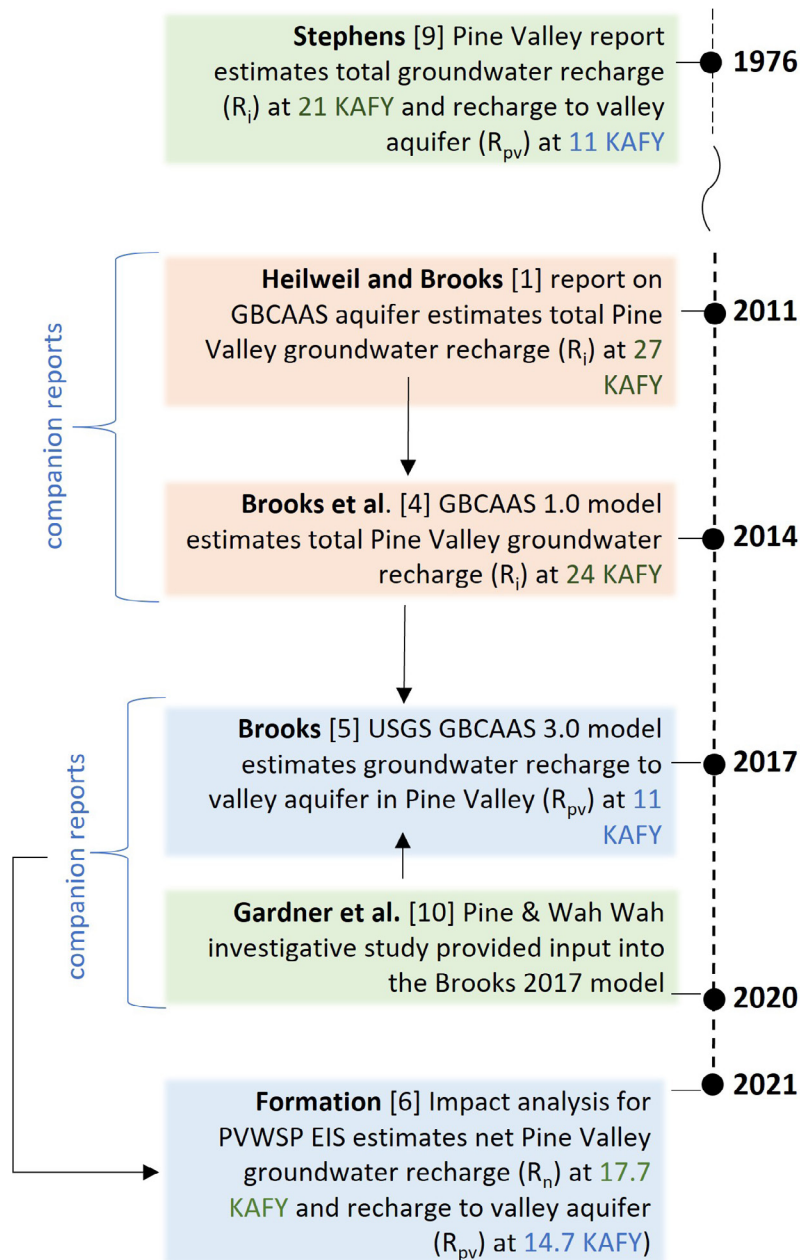 Stephens [9] Pine Valley report
estimates total groundwater recharge
(Ri) at 21 KAFY and recharge to valley
aquifer (Rpv) at 11 KAFY
1976
Heilweil and Brooks [1] report on
GBCAAS aquifer estimates total Pine
Valley groundwater recharge (Ri) at 27
KAFY
2011
companion reports
Brooks et al. [4] GBCAAS 1.0 model
estimates total Pine Valley groundwater
recharge (Ri) at 24 KAFY
2014
Brooks [5] USGS GBCAAS 3.0 model
estimates groundwater recharge to
valley aquifer in Pine Valley (Rpv) at 11
KAFY
2017
companion reports
Gardner et al. [10] Pine & Wah Wah
investigative study provided input into
the Brooks 2017 model
2020
2021
Formation [6] Impact analysis for
PVWSP EIS estimates net Pine Valley
groundwater recharge (Rn) at 17.7
KAFY and recharge to valley aquifer
(Rpv) at 14.7 KAFY)